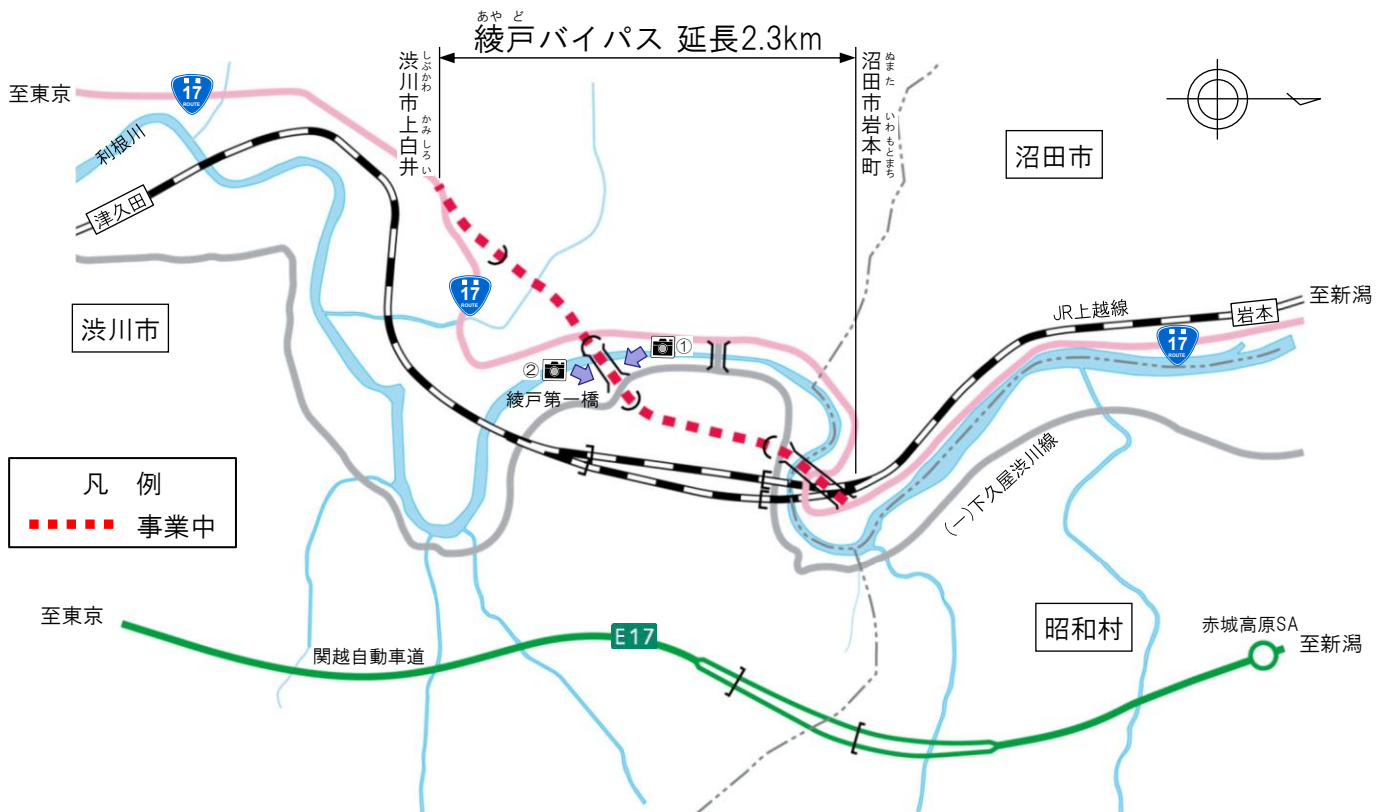 あやど
綾戸バイパス 延長2.3km
渋川市上白井
しぶかわ かみしろい
沼田市岩本町
ぬまた いわもとまち
至東京
17
ROUTE
利根川
津久田
沼田市
渋川市
17
ROUTE
①
②
綾戸第一橋
JR上越線
岩本
至新潟
17
ROUTE
(一)下久屋渋川線
凡 例
事業中
至東京
関越自動車道
E17
昭和村
赤城高原SA
至新潟